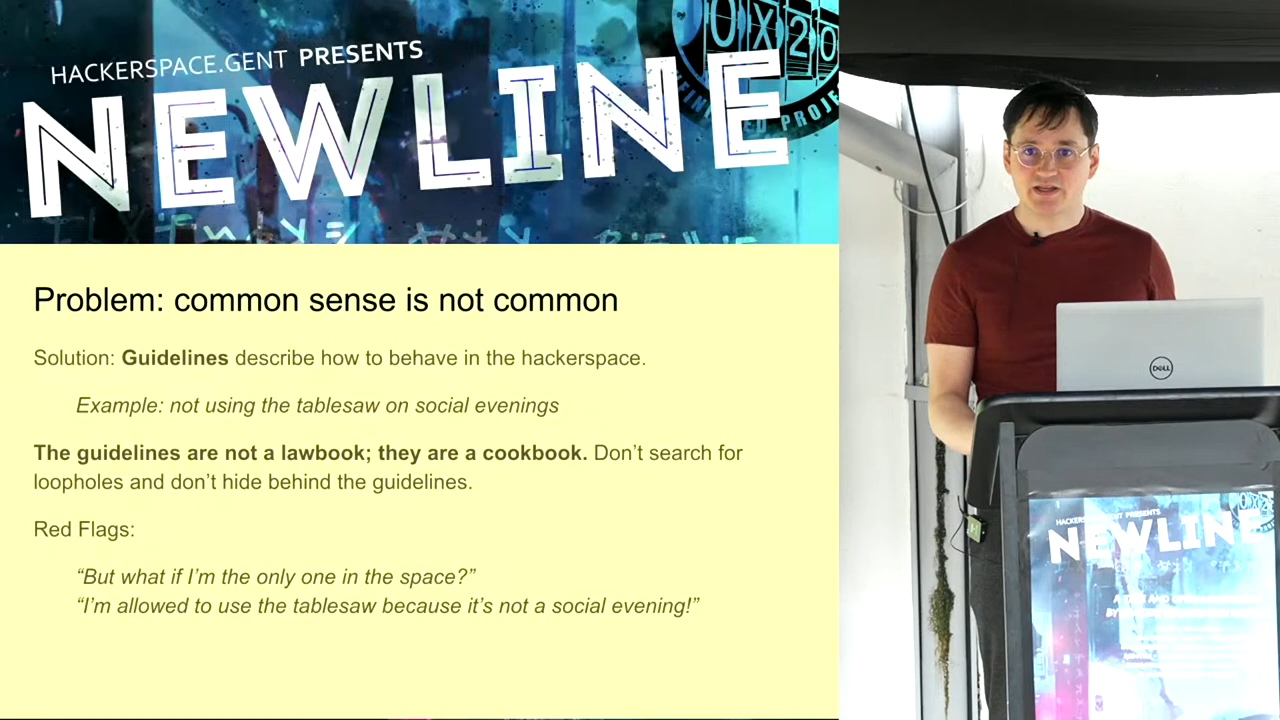 HACKERSPACE.GENT PRESENTS
NEWLINE
0X20
Problem: common sense is not common
Solution: Guidelines describe how to behave in the hackerspace.
Example: not using the tablesaw on social evenings
The guidelines are not a lawbook; they are a cookbook. Don’t search for
loopholes and don’t hide behind the guidelines.
Red Flags:
“But what if I’m the only one in the space?”
“I’m allowed to use the tablesaw because it’s not a social evening!”
DELL
NEWLINE